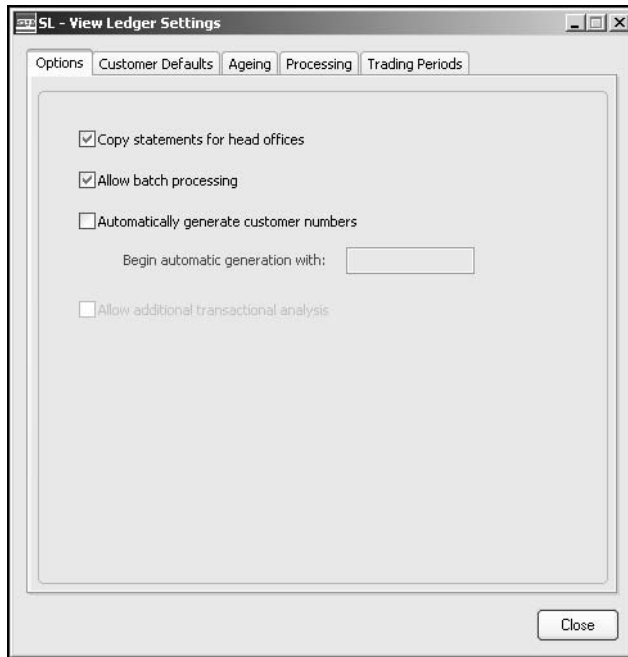 SL - View Ledger Settings
Options Customer Defaults Ageing Processing Trading Periods
Copy statements for head offices
Allow batch processing
Automatically generate customer numbers
Begin automatic generation with:
Allow additional transactional analysis
Close